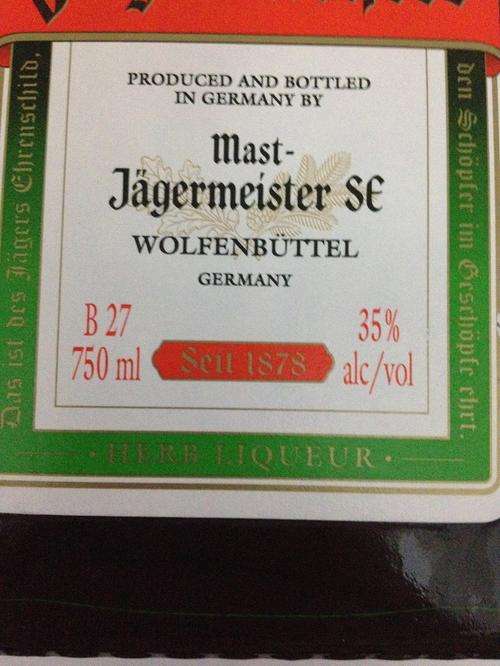 PRODUCED AND BOTTLED
IN GERMANY BY
Mast-
Jägermeister SE
WOLFENBÜTTEL
GERMANY
B 27
750 ml
Seit 1878
35%
alc/vol
· HERB LIQUEUR ·
Das ist des Jägers Ehrenschild,
den Schöpfer im Geschöpfe ehrt.